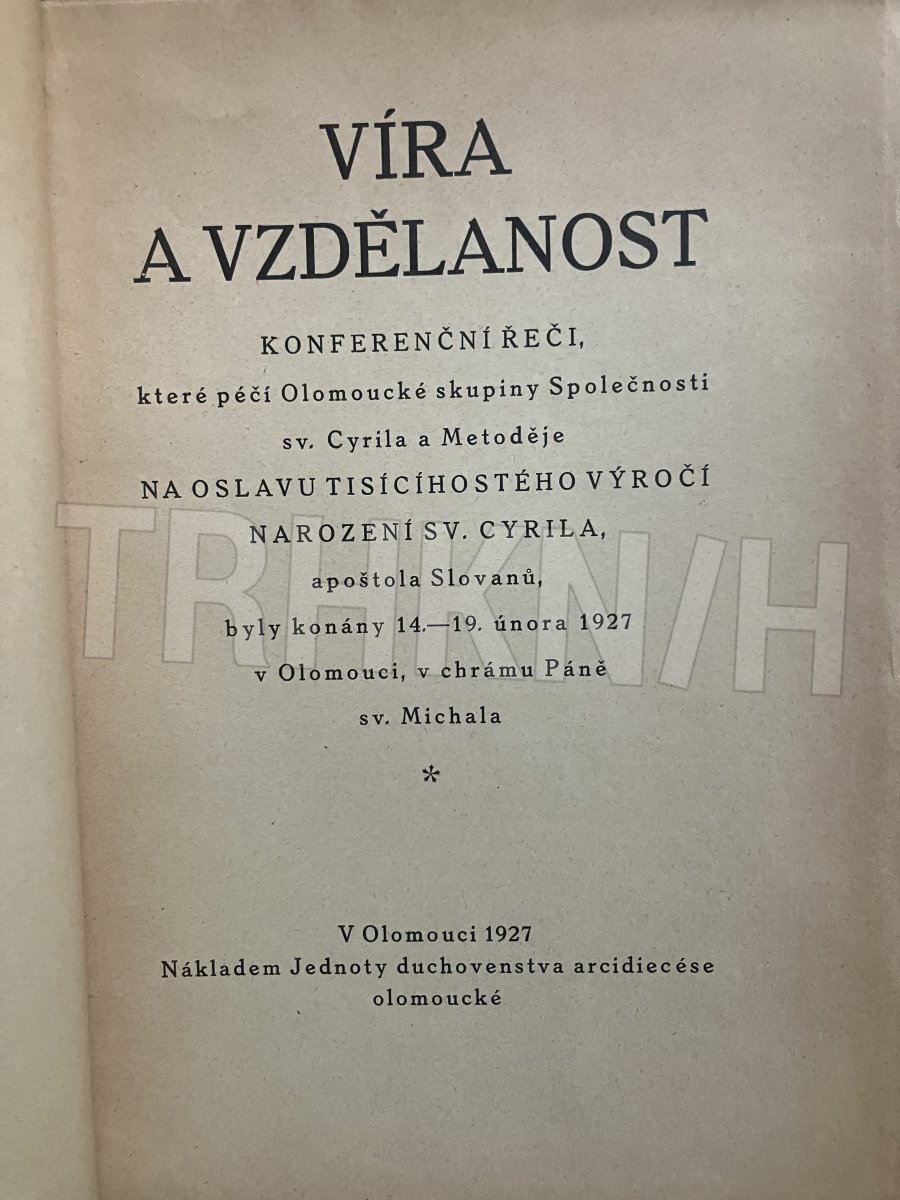 VÍRA
A VZDĚLANOST
KONFERENČNÍ ŘEČI,
které péčí Olomoucké skupiny Společnosti
sv. Cyrila a Metoděje
NA OSLAVU TISÍCÍHOSTÉHO VÝROČÍ
NAROZENÍ SV. CYRILA,
apoštola Slovanů,
byly konány 14.—19. února 1927
v Olomouci, v chrámu Páně
sv. Michala
*
V Olomouci 1927
Nákladem Jednoty duchovenstva arcidiecése
olomoucké
TRHKNIH